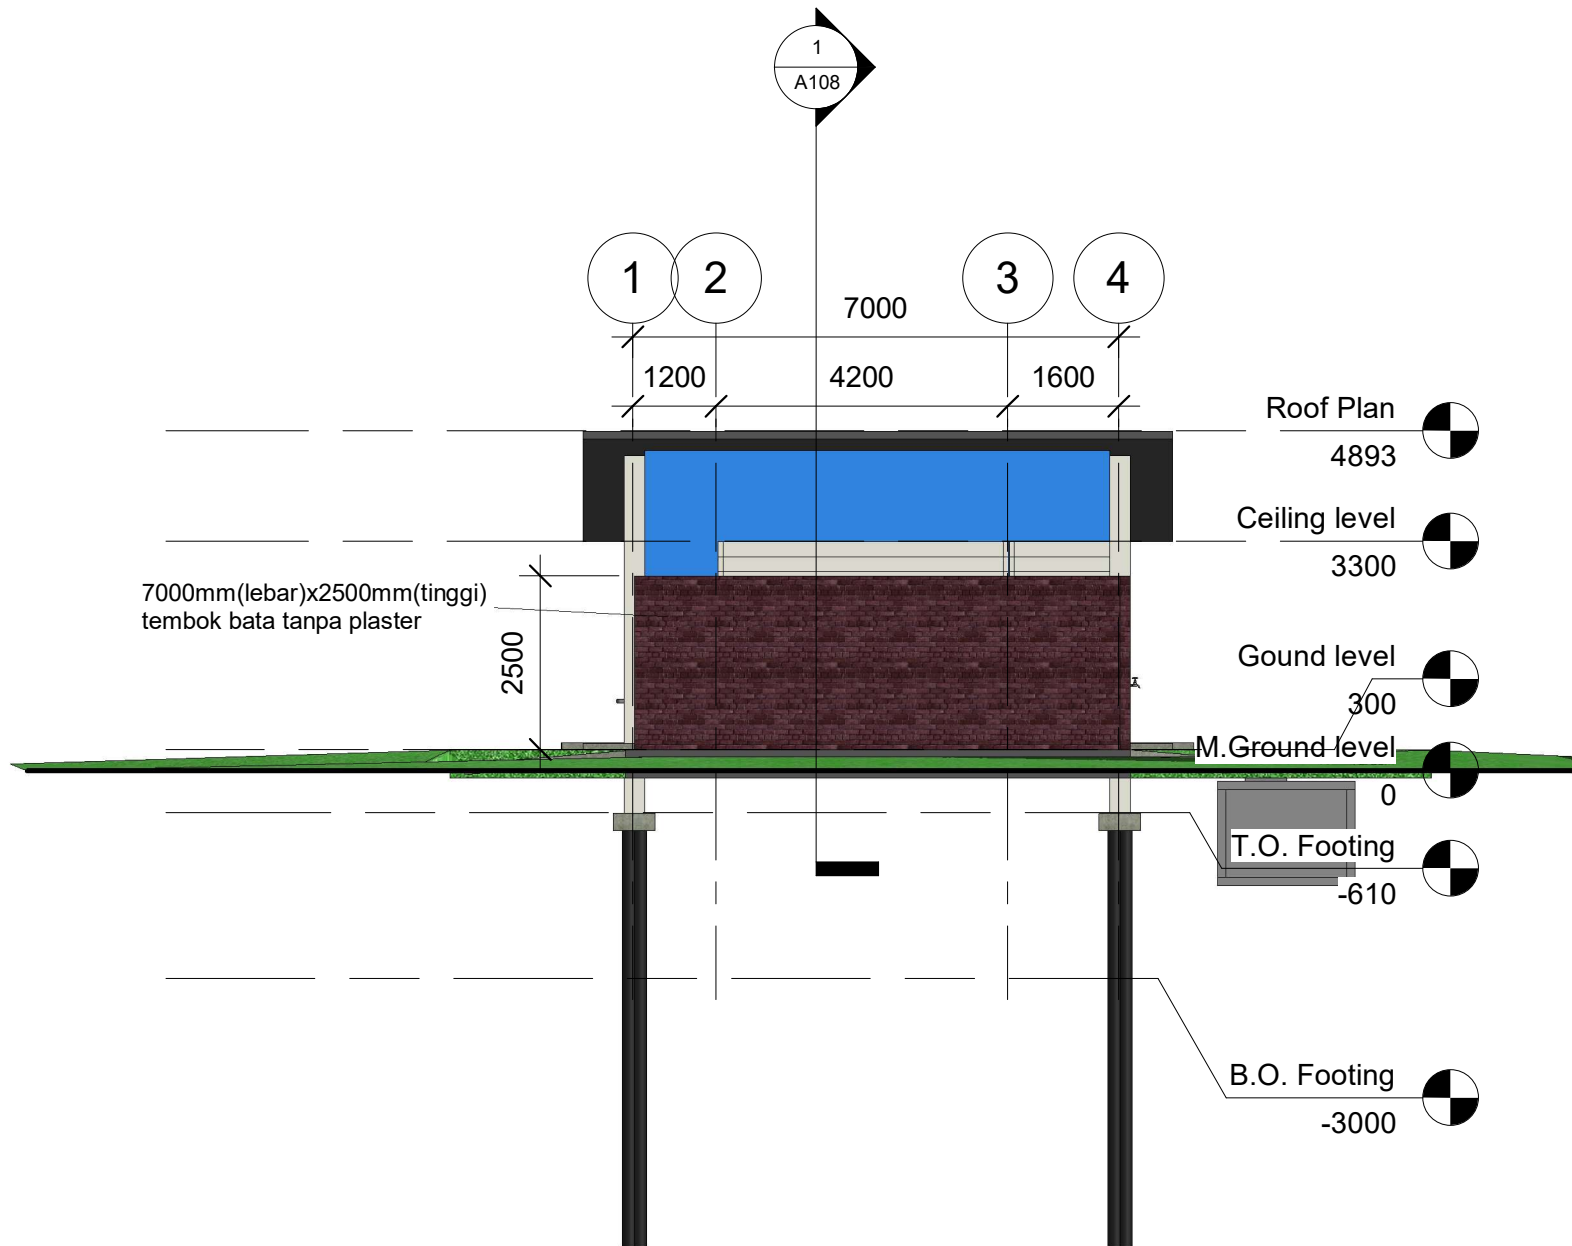 1
A108
1
2
3
4
7000
1200
4200
1600
Roof Plan
4893
Ceiling level
3300
7000mm(lebar)x2500mm(tinggi)
tembok bata tanpa plaster
2500
Gound level
300
M.Ground level
0
T.O. Footing
-610
B.O. Footing
-3000